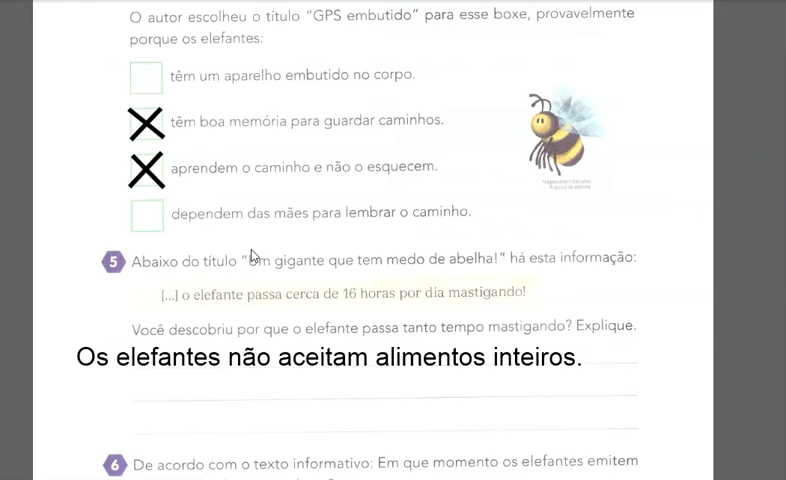 O autor escolheu o título "GPS embutido" para esse boxe, provavelmente
porque os elefantes:
têm um aparelho embutido no corpo.
têm boa memória para guardar caminhos.
aprendem o caminho e não o esquecem.
dependem das mães para lembrar o caminho.
5 Abaixo do título "Um gigante que tem medo de abelha!" há esta informação:
[...] o elefante passa cerca de 16 horas por dia mastigando!
Você descobriu por que o elefante passa tanto tempo mastigando? Explique.
Os elefantes não aceitam alimentos inteiros.
6 De acordo com o texto informativo: Em que momento os elefantes emitem